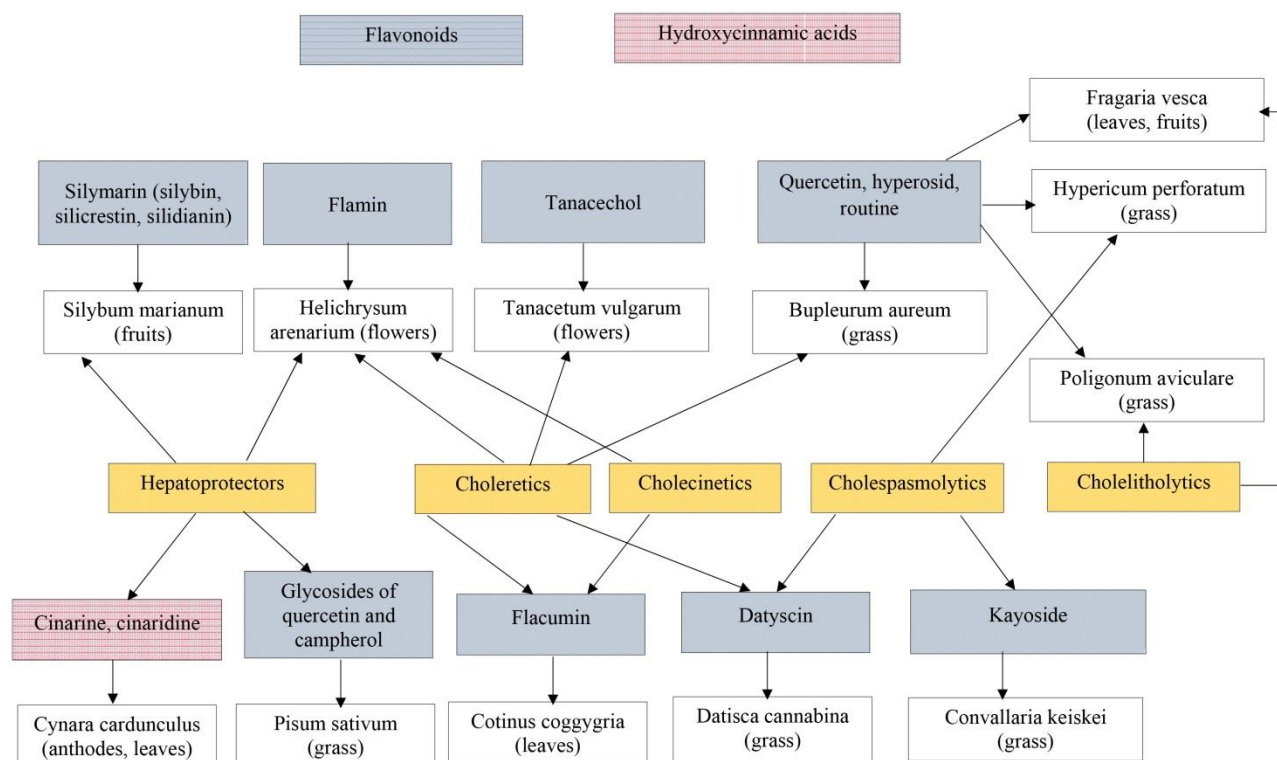 Flavonoids
Hydroxycinnamic acids
Fragaria vesca
(leaves, fruits)
Silymarin (silybin,
silicrestin, silidianin)
Flamin
Tanacechol
Quercetin, hyperosid,
routine
Hypericum perforatum
(grass)
Silybum marianum
(fruits)
Helichrysum
arenarium (flowers)
Tanacetum vulgarum
(flowers)
Bupleurum aureum
(grass)
Poligonum aviculare
(grass)
Hepatoprotectors
Choleretics
Cholecinetics
Cholespasmolytics
Cholelitholytics
Cinarine, cinaridine
Glycosides of
quercetin and
campherol
Flacumin
Datyscin
Kayoside
Cynara cardunculus
(anthodes, leaves)
Pisum sativum
(grass)
Cotinus coggygria
(leaves)
Datisca cannabina
(grass)
Convallaria keiskei
(grass)